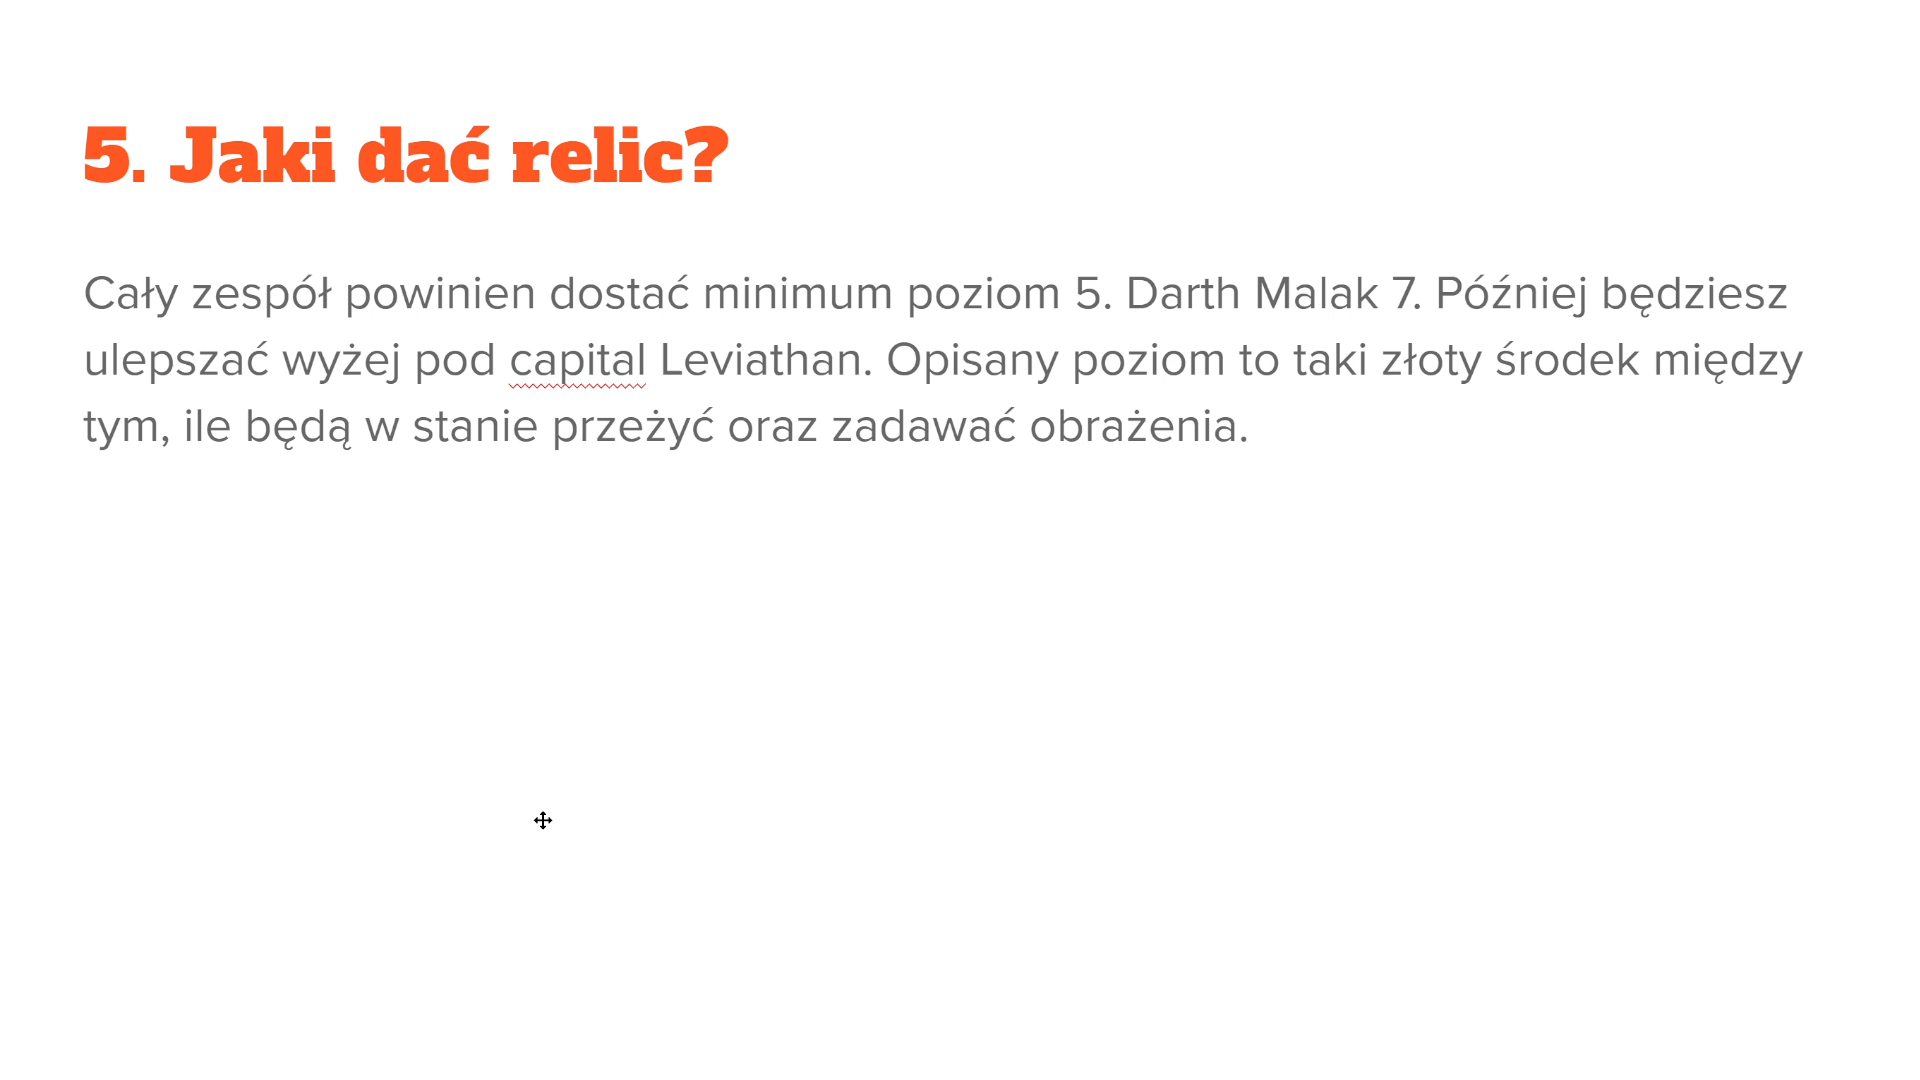 5. Jaki dać relic?
Cały zespół powinien dostać minimum poziom 5. Darth Malak 7. Później będziesz
ulepszać wyżej pod capital Leviathan. Opisany poziom to taki złoty środek między
tym, ile będą w stanie przeżyć oraz zadawać obrażenia.